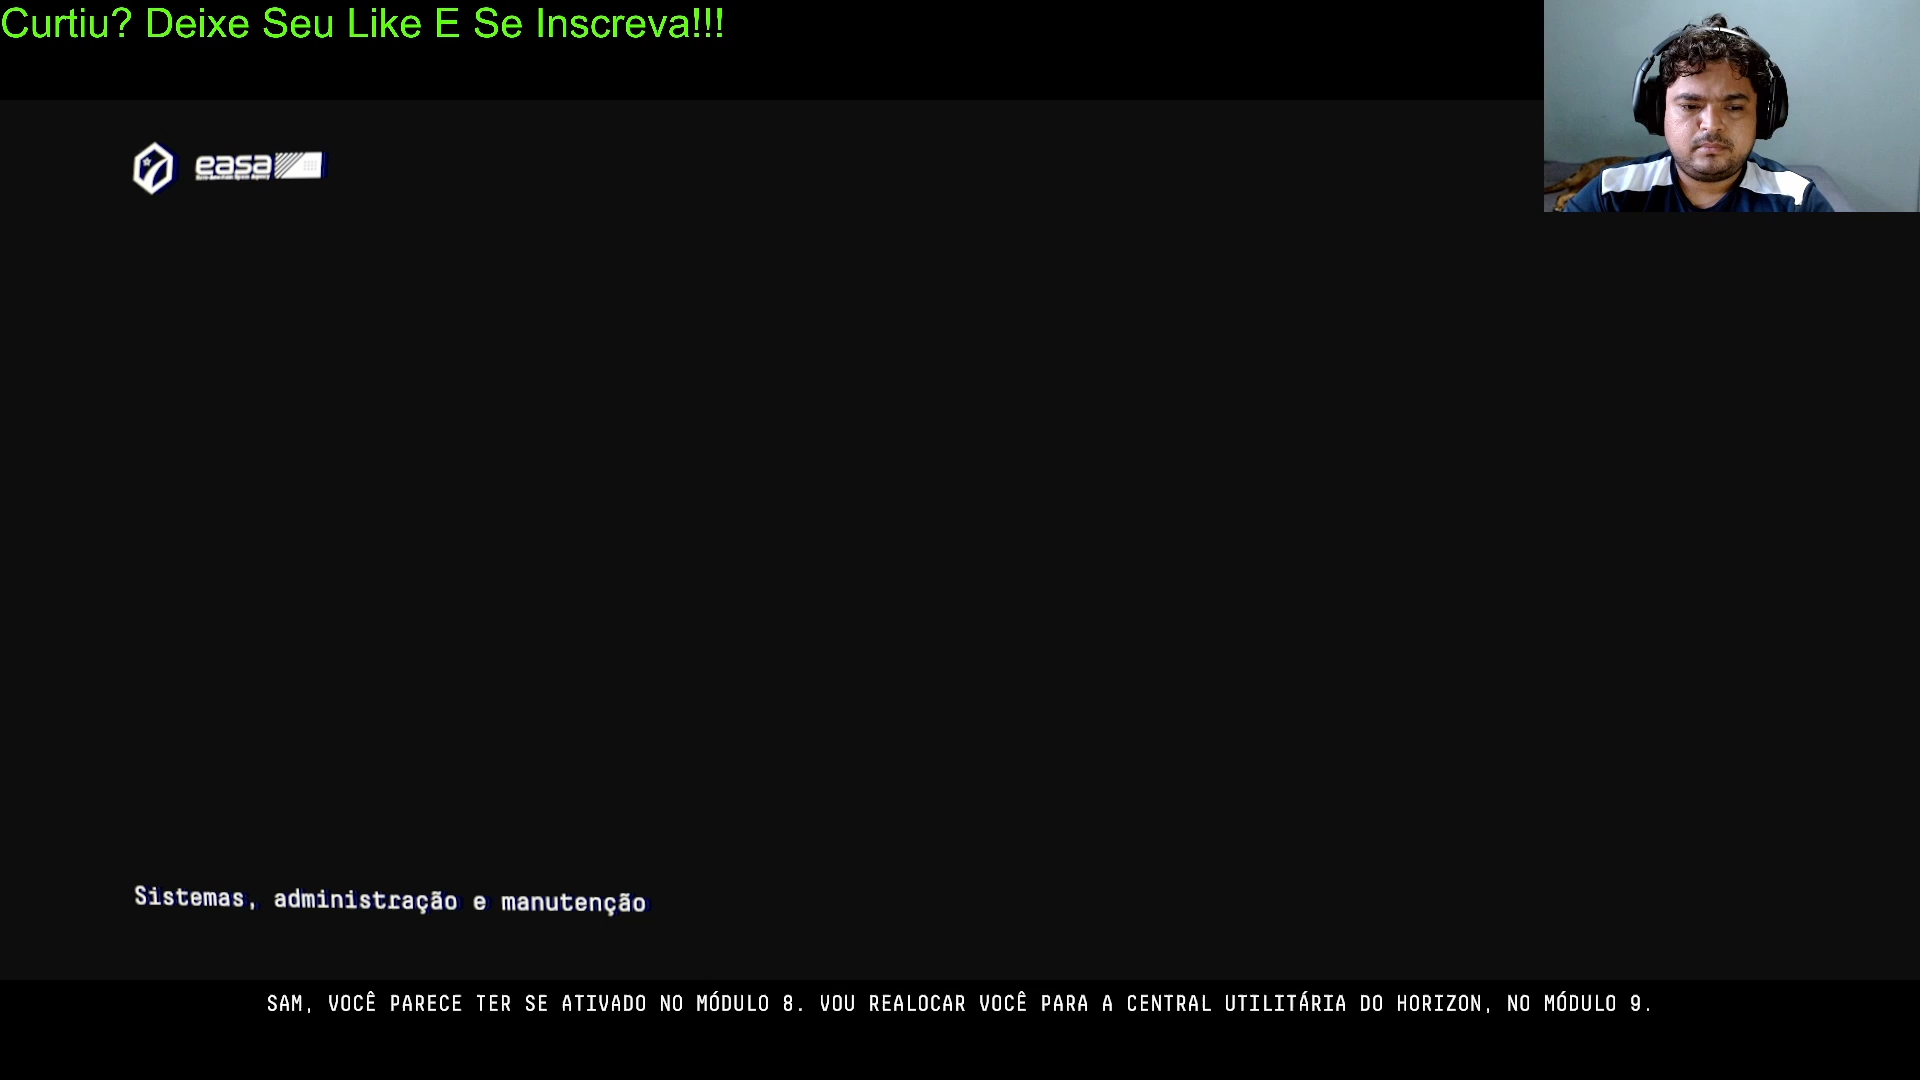 Curtiu? Deixe Seu Like E Se Inscreva!!!
easa
Sistemas, administração e manutenção
SAM, VOCÊ PARECE TER SE ATIVADO NO MÓDULO 8. VOU REALOCAR VOCÊ PARA A CENTRAL UTILITÁRIA DO HORIZON, NO MÓDULO 9.